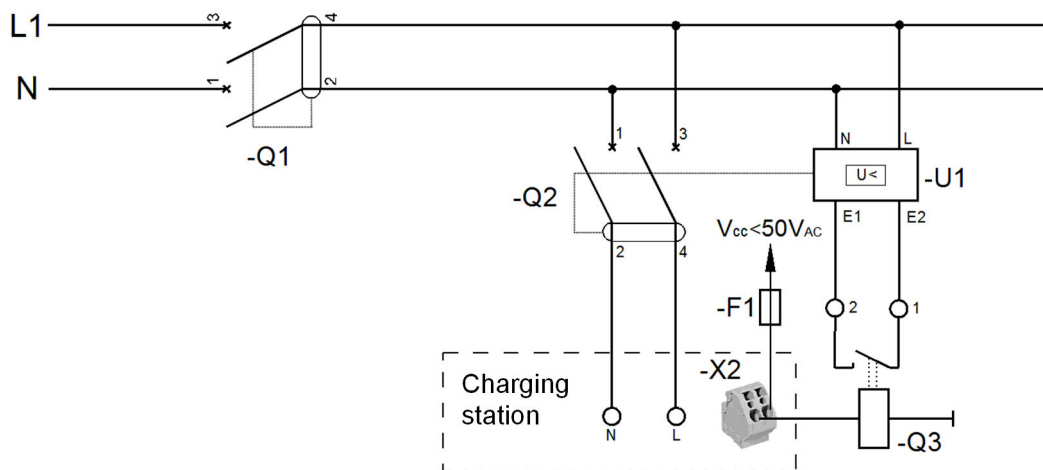 L1
3
4
N
1
2
-Q1
1
3
N
L
U<
-U1
-Q2
2
4
E1
E2
Vcc<50VAC
-F1
2
1
-X2
Charging
station
N
L
-Q3